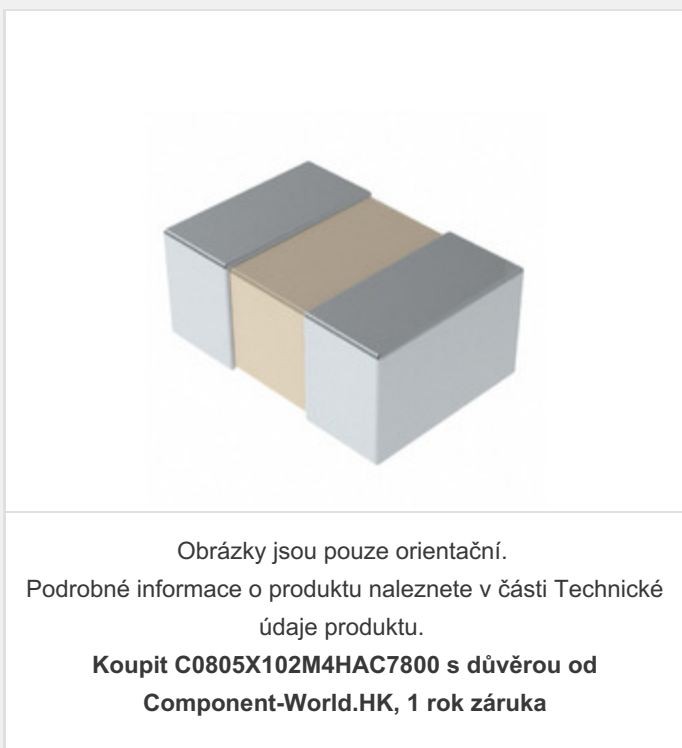 Obrázky jsou pouze orientační.
Podrobné informace o produktu naleznete v části Technické
údaje produktu.
Koupit C0805X102M4HAC7800 s důvěrou od
Component-World.HK, 1 rok záruka